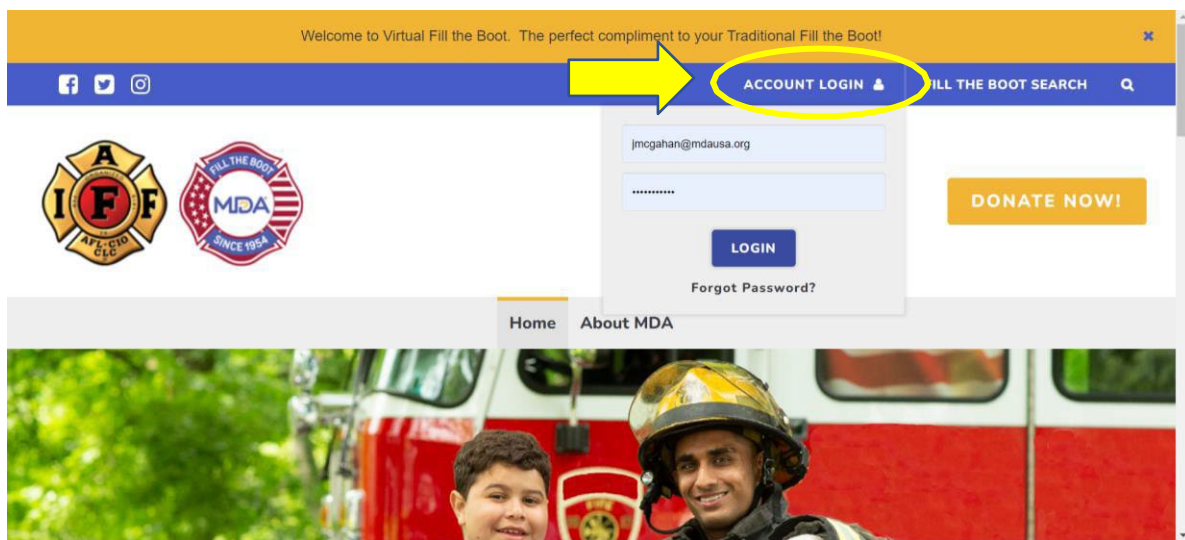 Welcome to Virtual Fill the Boot. The perfect compliment to your Traditional Fill the Boot!
ACCOUNT LOGIN
ILL THE BOOT SEARCH
jmcgahan@mdausa.org
•••••••••••
LOGIN
Forgot Password?
DONATE NOW!
A
I F F
AFL-CIO
CLC
FILL THE BOOT
MDA
SINCE 1954
Home About MDA